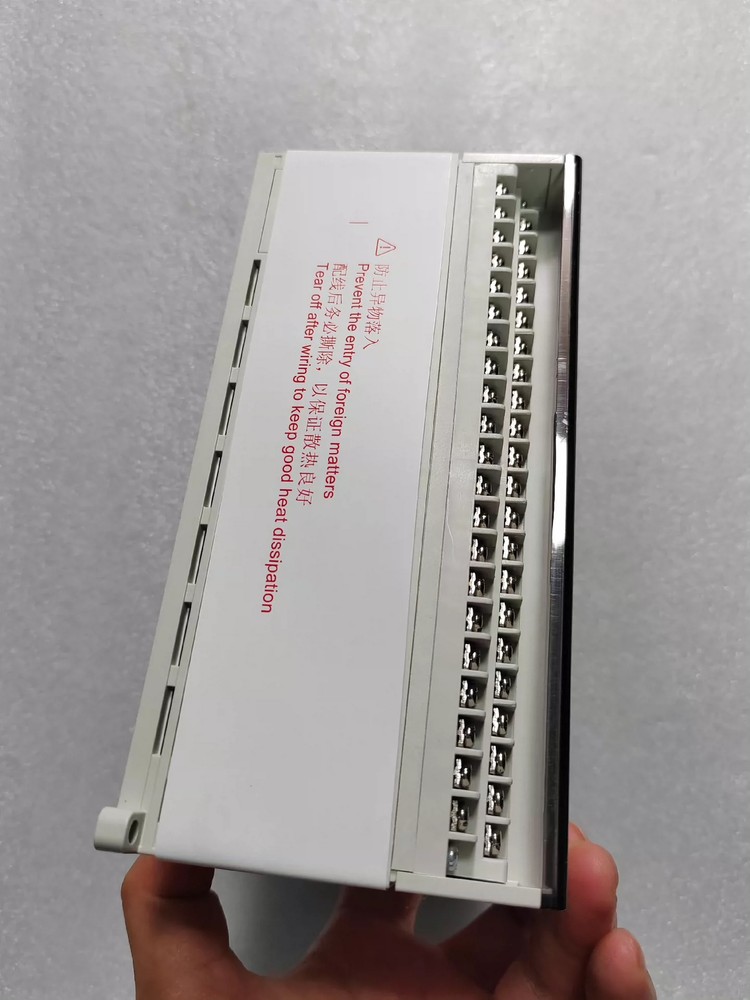 防止异物落入
Prevent the entry of foreign matters
配线后务必撕除，以保证散热良好
Tear off after wiring to keep good heat dissipation